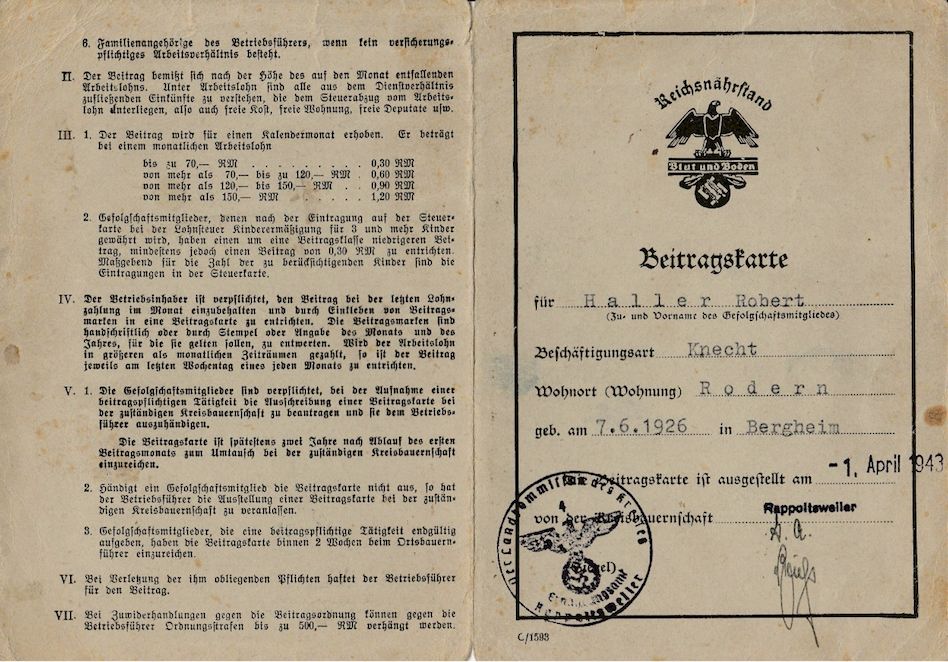 6. Familienangehörige des Betriebsführers, wenn kein versicherungs-
pflichtiges Arbeitsverhältnis besteht.
II. Der Beitrag bemißt sich nach der Höhe des auf den Monat entfallenden
Arbeitslohns. Unter Arbeitslohn sind alle aus dem Dienstverhältnis
zufließenden Einkünfte zu verstehen, die dem Steuerabzug vom Arbeits-
lohn unterliegen, also auch freie Kost, freie Wohnung, freie Deputate usw.
III. 1. Der Beitrag wird für einen Kalendermonat erhoben. Er beträgt
bei einem monatlichen Arbeitslohn
bis zu 70,— RM . . . . . . . . . 0,30 RM
von mehr als 70,— bis zu 120,— RM . 0,60 RM
von mehr als 120,— bis 150,— RM . . 0,90 RM
von mehr als 150,— RM . . . . . . 1,20 RM
2. Gefolgschaftsmitglieder, denen nach der Eintragung auf der Steuer-
karte bei der Lohnsteuer Kinderermäßigung für 3 und mehr Kinder
gewährt wird, haben einen um eine Beitragsklasse niedrigeren Bei-
trag, mindestens jedoch einen Beitrag von 0,30 RM zu entrichten.
Maßgebend für die Zahl der zu berücksichtigenden Kinder sind die
Eintragungen in der Steuerkarte.
IV. Der Betriebsinhaber ist verpflichtet, den Beitrag bei der letzten Lohn-
zahlung im Monat einzubehalten und durch Einkleben von Beitrags-
marken in eine Beitragskarte zu entrichten. Die Beitragsmarken sind
handschriftlich oder durch Stempel oder Angabe des Monats und des
Jahres, für die sie gelten sollen, zu entwerten. Wird der Arbeitslohn
in größeren als monatlichen Zeiträumen gezahlt, so ist der Beitrag
jeweils am letzten Wochentag eines jeden Monats zu entrichten.
V. 1. Die Gefolgschaftsmitglieder sind verpflichtet, bei der Aufnahme einer
beitragspflichtigen Tätigkeit die Ausschreibung einer Beitragskarte bei
der zuständigen Kreisbauernschaft zu beantragen und sie dem Betriebs-
führer auszuhändigen.
Die Beitragskarte ist spätestens zwei Jahre nach Ablauf des ersten
Beitragsmonats zum Umtausch bei der zuständigen Kreisbauernschaft
einzureichen.
2. Händigt ein Gefolgschaftsmitglied die Beitragskarte nicht aus, so hat
der Betriebsführer die Ausstellung einer Beitragskarte bei der zustän-
digen Kreisbauernschaft zu veranlassen.
3. Gefolgschaftsmitglieder, die eine beitragspflichtige Tätigkeit endgültig
aufgeben, haben die Beitragskarte binnen 2 Wochen beim Ortsbauern-
führer einzureichen.
VI. Bei Verletzung der ihm obliegenden Pflichten haftet der Betriebsführer
für den Beitrag.
VII. Bei Zuwiderhandlungen gegen die Beitragsordnung können gegen die
Betriebsführer Ordnungsstrafen bis zu 500,— RM verhängt werden.
Reichsnährstand
Blut und Boden
Beitragskarte
für Haller Robert
(Zu- und Vorname des Gefolgschaftsmitgliedes)
Beschäftigungsart Knecht
Wohnort (Wohnung) Rodern
geb. am 7.6.1926 in Bergheim
Die Beitragskarte ist ausgestellt am -1. April 1943
von der Kreisbauernschaft Rappoltsweiler
(Siegel)
Der Landkommissar des Kreises
Rappoltsweiler
C/1593